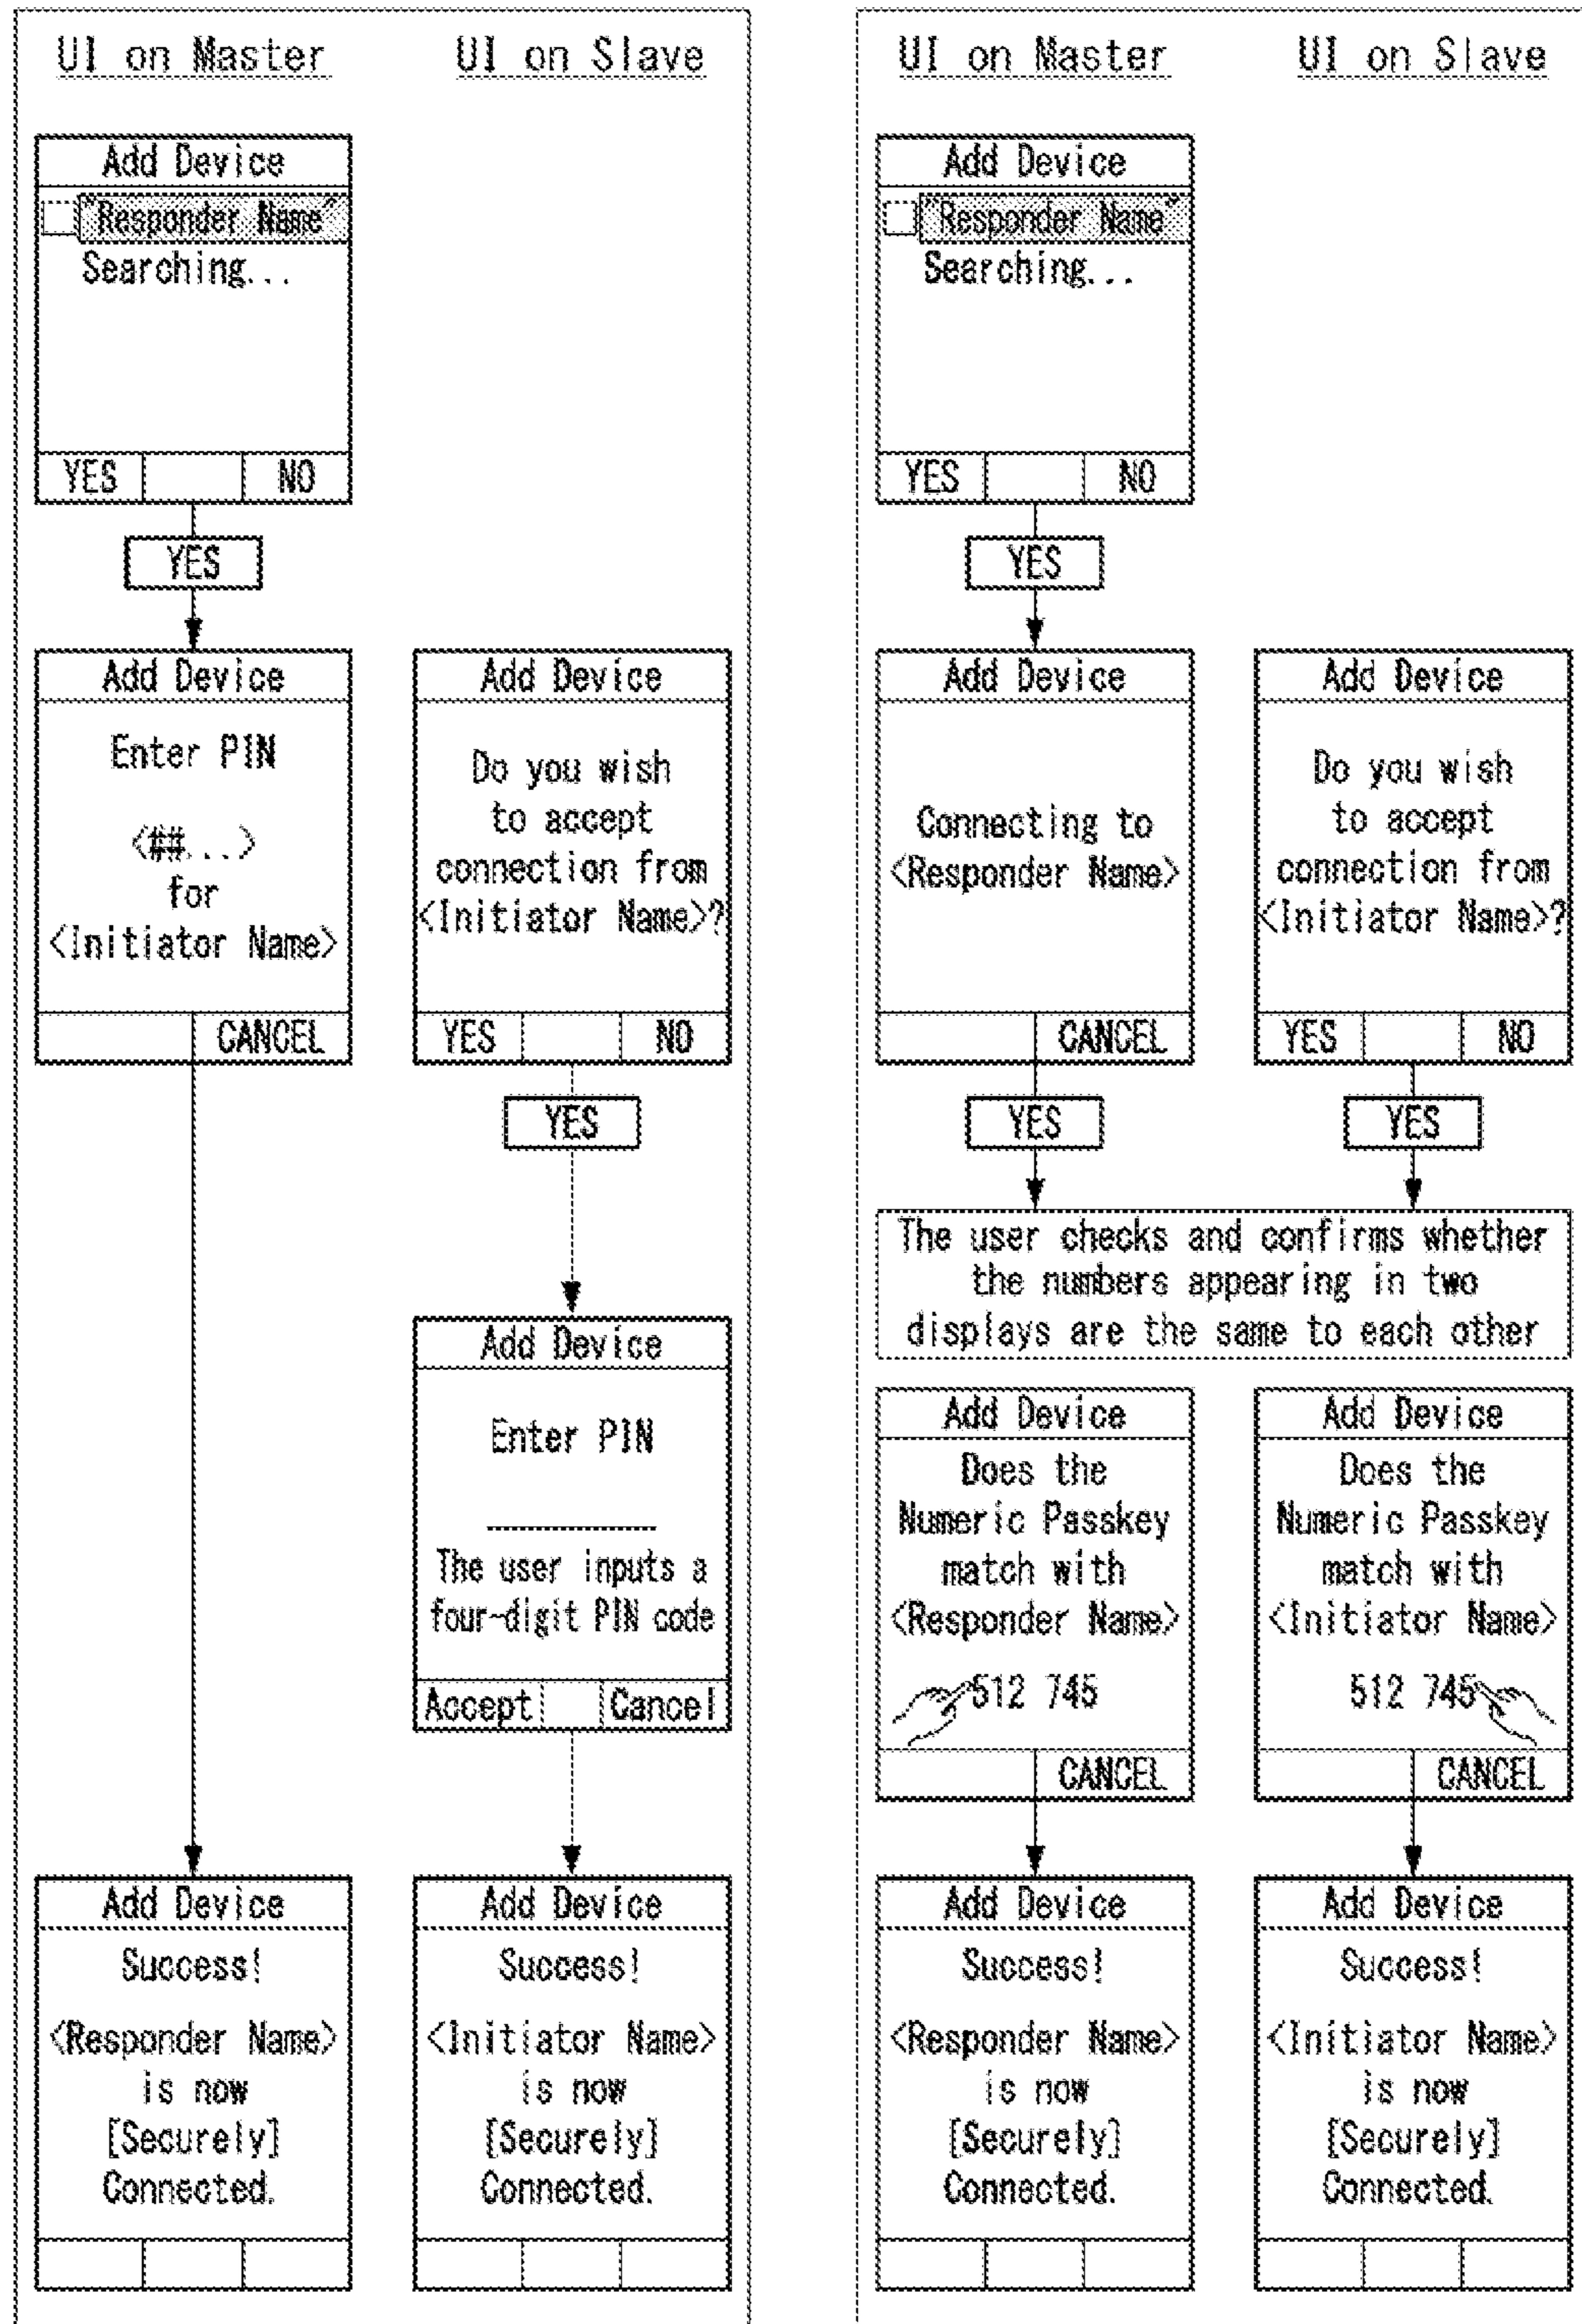 UI on Master
UI on Slave
Add Device
"Responder Name"
Searching...
YES
NO
YES
Add Device
Enter PIN
<##...>
for
<Initiator Name>
CANCEL
Add Device
Do you wish
to accept
connection from
<Initiator Name>?
YES
NO
YES
Add Device
Enter PIN
The user inputs a
four-digit PIN code
Accept
Cancel
Add Device
Success!
<Responder Name>
is now
[Securely]
Connected.
Add Device
Success!
<Initiator Name>
is now
[Securely]
Connected.
UI on Master
UI on Slave
Add Device
"Responder Name"
Searching...
YES
NO
YES
Add Device
Connecting to
<Responder Name>
CANCEL
YES
Add Device
Do you wish
to accept
connection from
<Initiator Name>?
YES
NO
YES
The user checks and confirms whether
the numbers appearing in two
displays are the same to each other
Add Device
Does the
Numeric Passkey
match with
<Responder Name>
512 745
CANCEL
Add Device
Does the
Numeric Passkey
match with
<Initiator Name>
512 745
CANCEL
Add Device
Success!
<Responder Name>
is now
[Securely]
Connected.
Add Device
Success!
<Initiator Name>
is now
[Securely]
Connected.